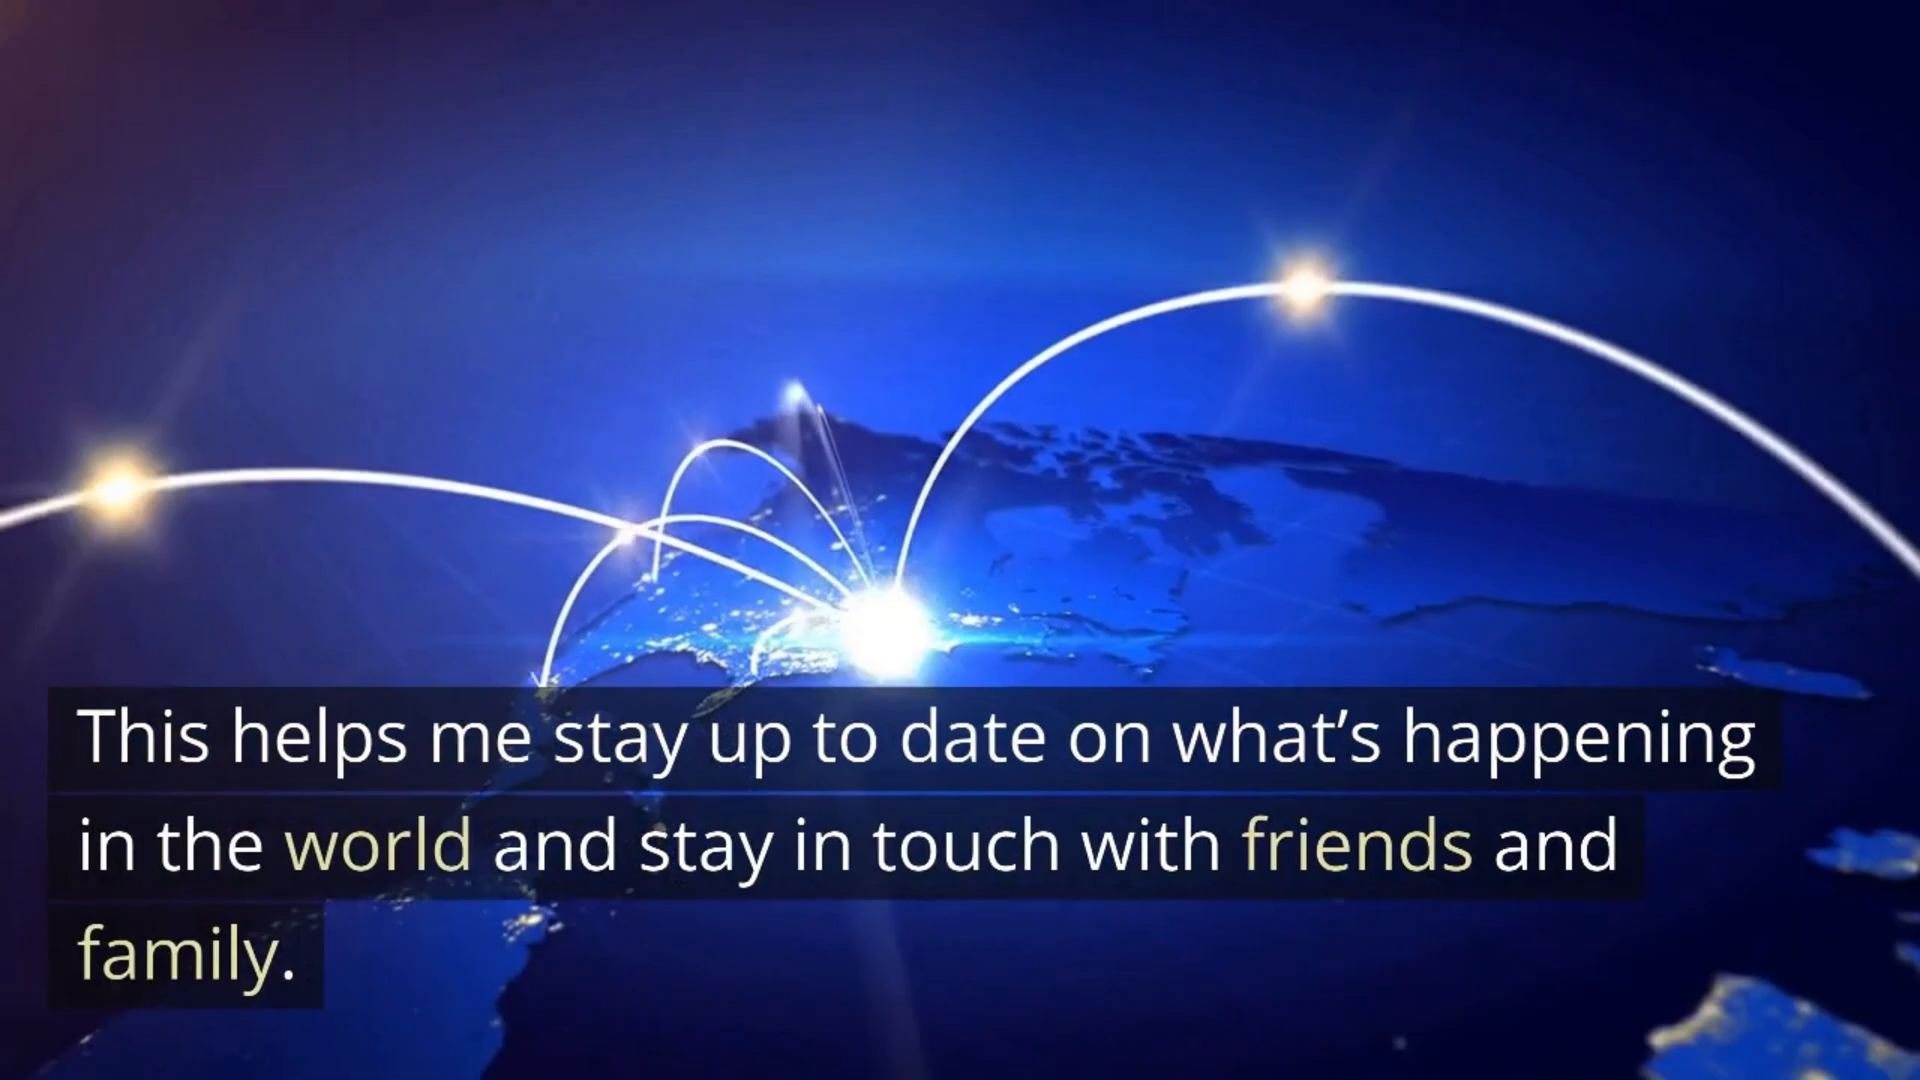 This helps me stay up to date on what’s happening
in the world and stay in touch with friends and
family.